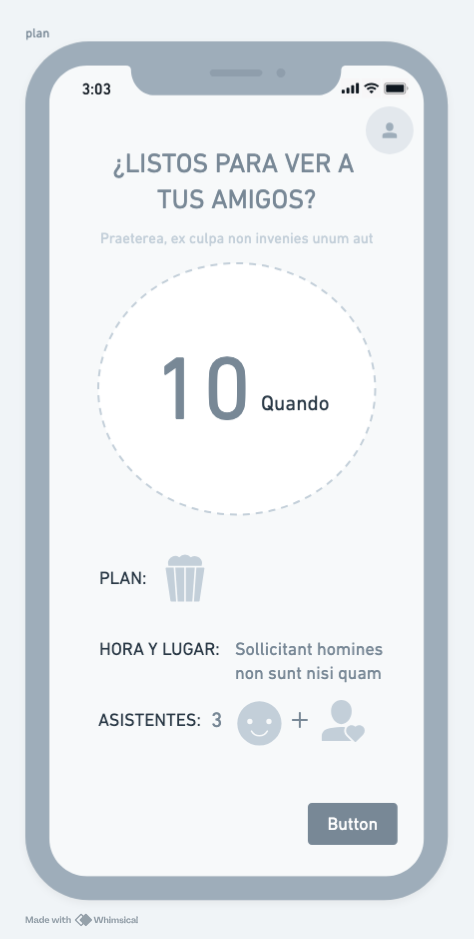 plan
3:03
¿LISTOS PARA VER A
TUS AMIGOS?
Praeterea, ex culpa non invenies unum aut
10 Quando
PLAN:
HORA Y LUGAR: Sollicitant homines
non sunt nisi quam
ASISTENTES: 3 +
Button
Made with Whimsical